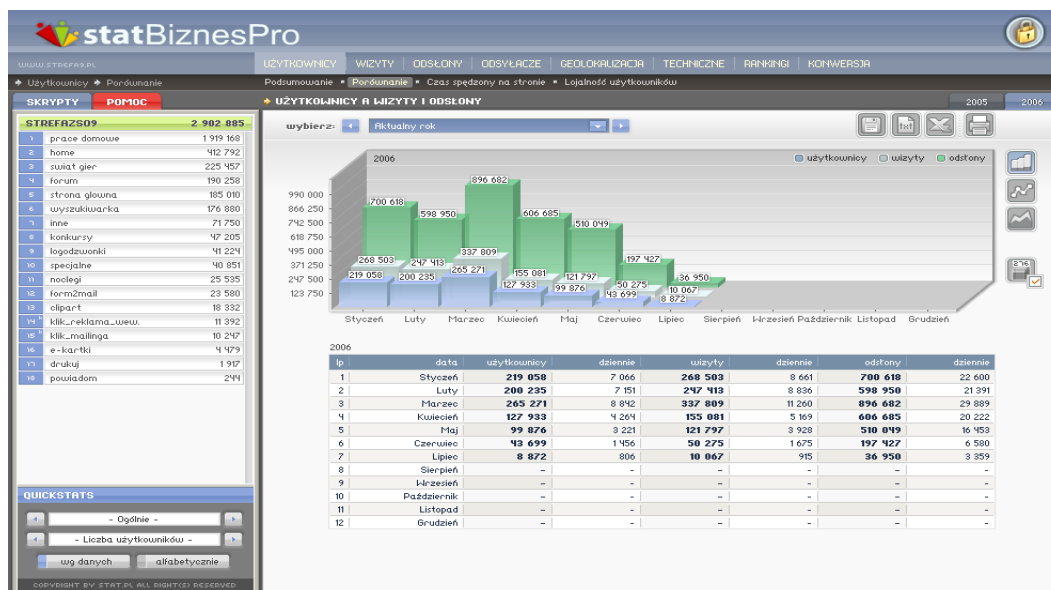 statBiznesPro
WWW.STREFA9.PL
UŻYTKOWNICY WIZYTY ODSŁONY ODSYŁACZE GEOLOKALIZACJA TECHNICZNE RANKINGI KONWERSJA
Użytkownicy Porównanie
Podsumowanie Porównanie Czas spędzony na stronie Lojalność użytkowników
SKRYPTY POMOC
UŻYTKOWNICY A WIZYTY I ODSŁONY
2005 2006
STREFAZS09 2 902 885
1 prace domowe 1 919 168
2 home 412 792
3 swiat gier 225 457
4 forum 190 258
5 strona glowna 185 010
6 wyszukiwarka 176 880
7 inne 71 750
8 konkursy 47 205
9 logodzwonki 41 224
10 specjalne 40 851
11 noclegi 25 535
12 form2mail 23 580
13 clipart 18 332
14 klik_reklama_wew. 11 392
15 klik_mailinga 10 247
16 e-kartki 4 479
17 drukuj 1 917
18 powiadom 244
QUICKSTATS
- Ogólnie -
- Liczba użytkowników -
wg danych alfabetycznie
COPYRIGHT BY STAT.PL ALL RIGHT(S) RESERVED
wybierz: Aktualny rok
txt
2006
użytkownicy wizyty odsłony
990 000
866 250
742 500
618 750
495 000
371 250
247 500
123 750
700 618 598 950 896 682 606 685 510 049 197 427 36 950
268 503 247 413 337 809 155 081 121 797 50 275 10 067
219 058 200 235 265 271 127 933 99 876 43 699 8 872
Styczeń Luty Marzec Kwiecień Maj Czerwiec Lipiec Sierpień Wrzesień Październik Listopad Grudzień
276
2006
lp data użytkownicy dziennie wizyty dziennie odsłony dziennie
1 Styczeń 219 058 7 066 268 503 8 661 700 618 22 600
2 Luty 200 235 7 151 247 413 8 836 598 950 21 391
3 Marzec 265 271 8 842 337 809 11 260 896 682 29 889
4 Kwiecień 127 933 4 264 155 081 5 169 606 685 20 222
5 Maj 99 876 3 221 121 797 3 928 510 049 16 453
6 Czerwiec 43 699 1 456 50 275 1 675 197 427 6 580
7 Lipiec 8 872 806 10 067 915 36 950 3 359
8 Sierpień - - - - - -
9 Wrzesień - - - - - -
10 Październik - - - - - -
11 Listopad - - - - - -
12 Grudzień - - - - - -